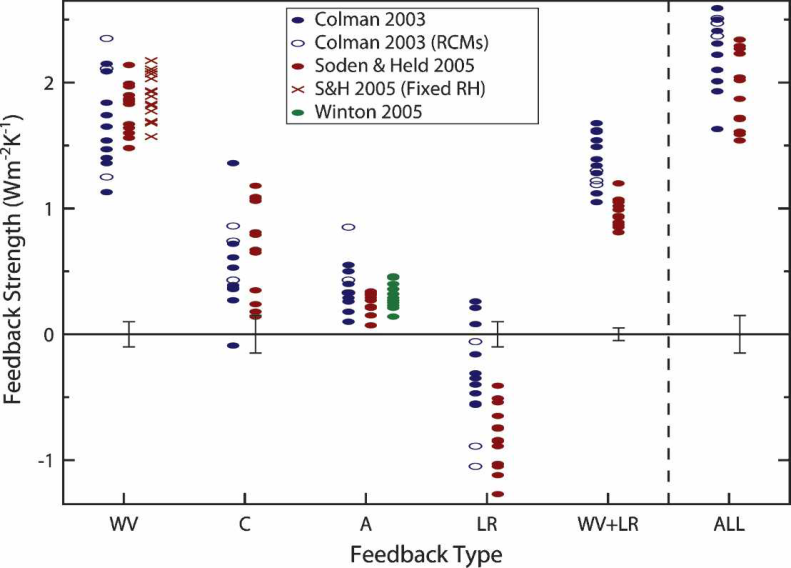 Colman 2003
Colman 2003 (RCMs)
Soden & Held 2005
S&H 2005 (Fixed RH)
Winton 2005
Feedback Strength (Wm-2K-1)
2
1
0
-1
WV C A LR WV+LR ALL
Feedback Type